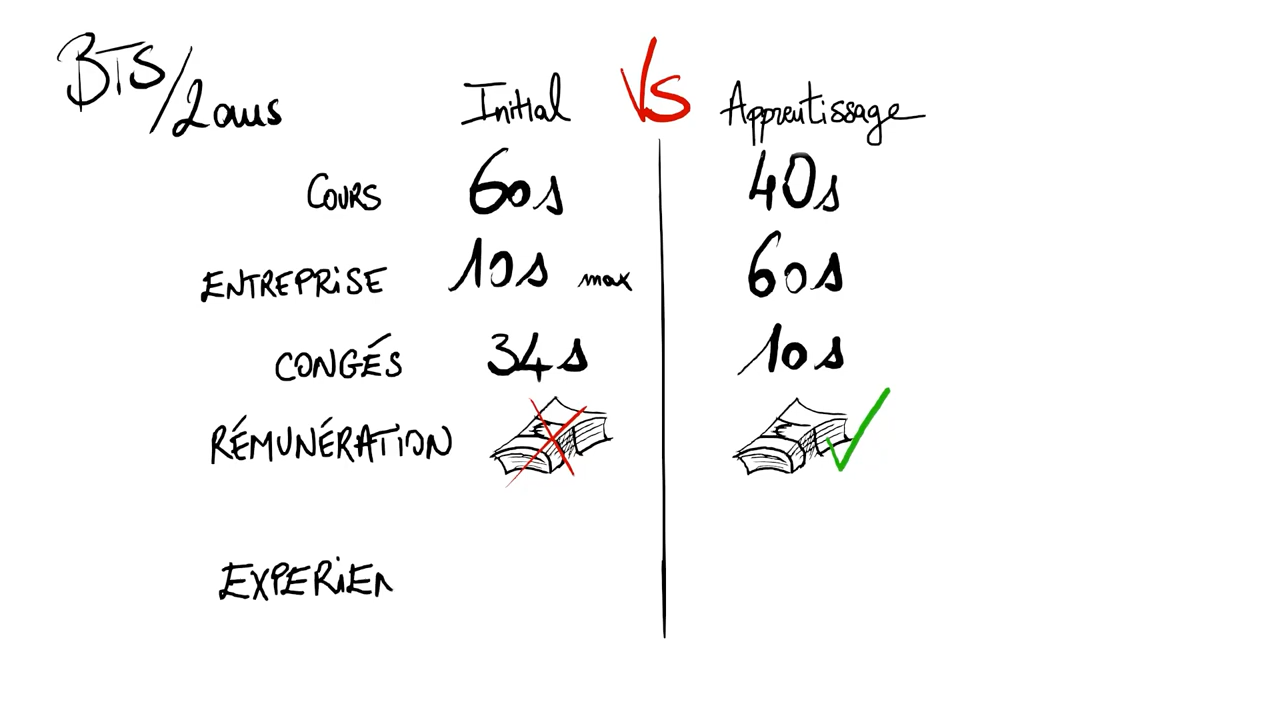 BTS/2ans
Initial VS Apprentissage
COURS 60s 40s
ENTREPRISE 10s max 60s
CONGÉS 34s 10s
RÉMUNÉRATION
EXPERIEN